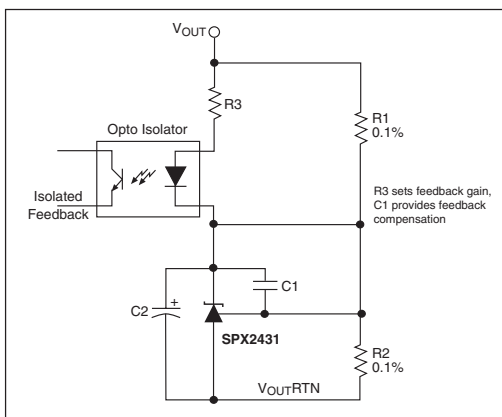 VOUT
R3
Opto Isolator
R1
0.1%
R3 sets feedback gain,
C1 provides feedback
compensation
Isolated
Feedback
C1
C2
+
SPX2431
R2
0.1%
VOUTRTN